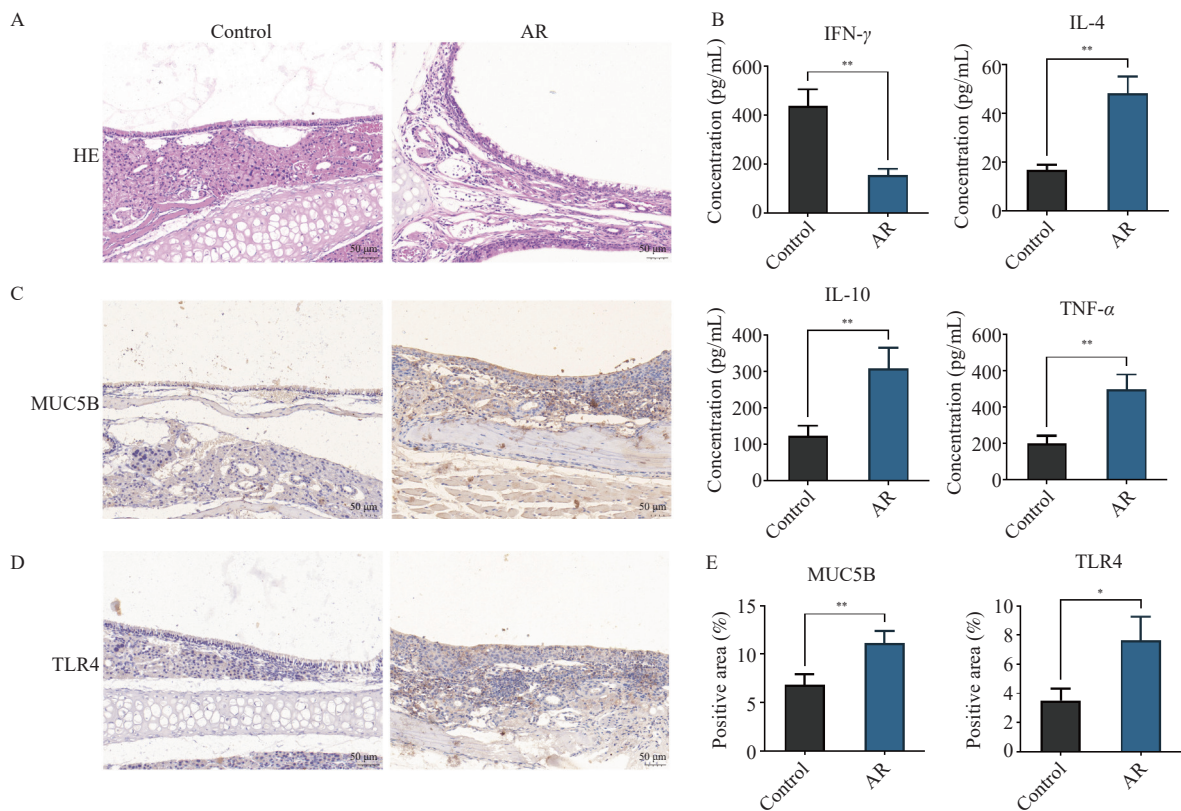 A
Control
AR
HE
50 μm
50 μm
B
IFN-γ
**
Concentration (pg/mL)
600
400
200
0
Control
AR
IL-4
**
Concentration (pg/mL)
60
40
20
0
Control
AR
IL-10
**
Concentration (pg/mL)
400
300
200
100
0
Control
AR
TNF-α
**
Concentration (pg/mL)
600
400
200
0
Control
AR
C
MUC5B
50 μm
50 μm
D
TLR4
50 μm
50 μm
E
MUC5B
**
Positive area (%)
15
10
5
0
Control
AR
TLR4
*
Positive area (%)
10
8
6
4
2
0
Control
AR